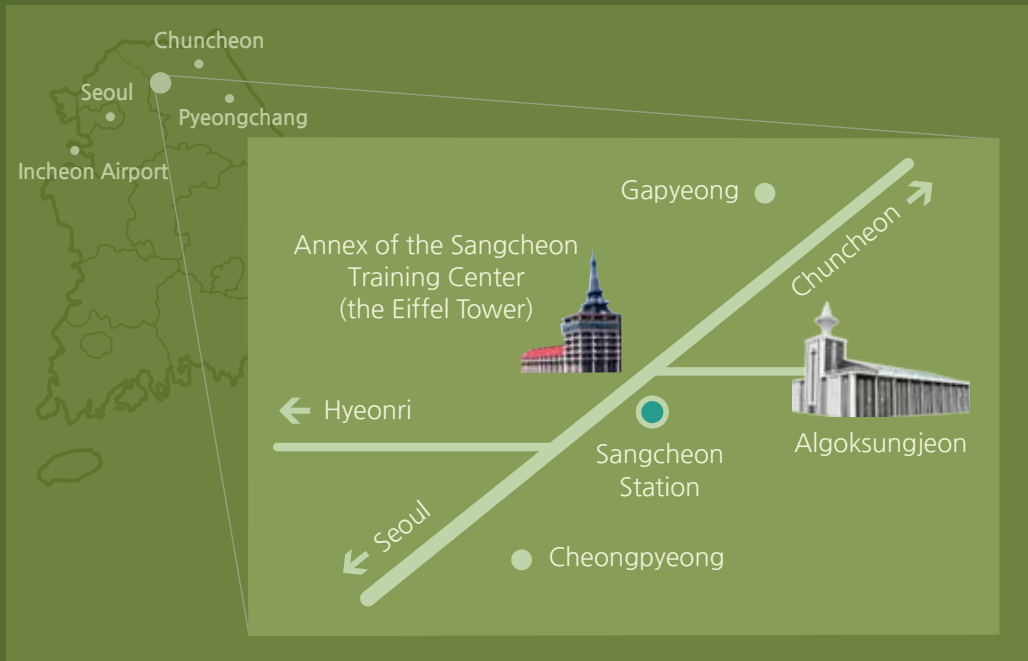 Chuncheon
Seoul
Pyeongchang
Incheon Airport
Gapyeong
Chuncheon
Annex of the Sangcheon
Training Center
(the Eiffel Tower)
Hyeonri
Algoksungjeon
Sangcheon
Station
Seoul
Cheongpyeong